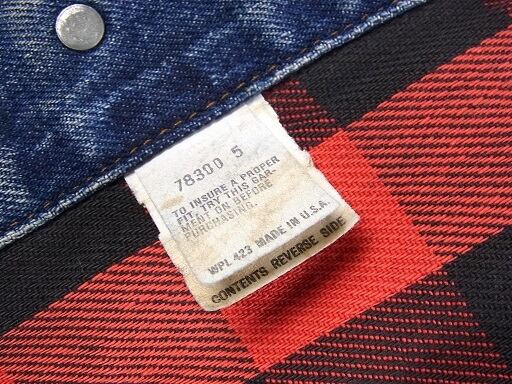 78300 5
TO INSURE A PROPER
FIT, TRY THIS GAR-
MENT ON BEFORE
PURCHASING.
WPL 423 MADE IN U.S.A.
CONTENTS REVERSE SIDE